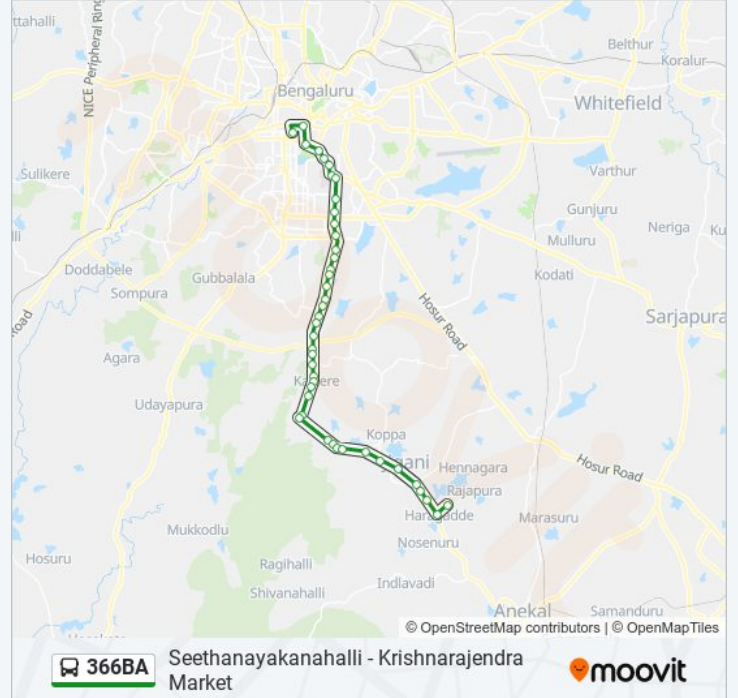 ttahalli
NICE Peripheral Ring
Belthur
Koralur
Bengaluru
Whitefield
Sulikere
Varthur
Gunjuru
Neriga
Ku
lli
Mulluru
Doddabele
Gubbalala
Kodati
Sompura
Hosur Road
Sarjapura
Road
Agara
Udayapura
Koppa
Hennagara
Hosur Road
Rajapura
Marasuru
Mukkodlu
Nosenuru
Hosuru
Ragihalli
Indlavadi
Shivanahalli
Anekal
Samanduru
© OpenStreetMap contributors | © OpenMapTiles
366BA
Seethanayakanahalli - Krishnarajendra
Market
moovit